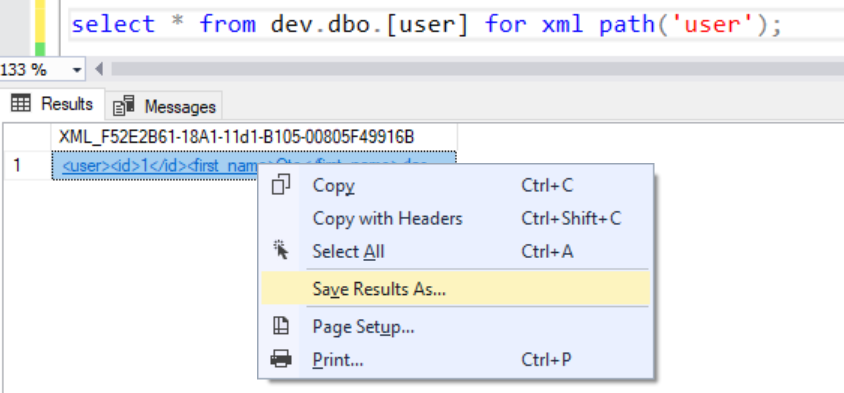 select * from dev.dbo.[user] for xml path('user');
133 %
Results Messages
XML_F52E2B61-18A1-11d1-B105-00805F49916B
1 <user><id>1</id><first_name>
Copy Ctrl+C
Copy with Headers Ctrl+Shift+C
Select All Ctrl+A
Save Results As...
Page Setup...
Print... Ctrl+P